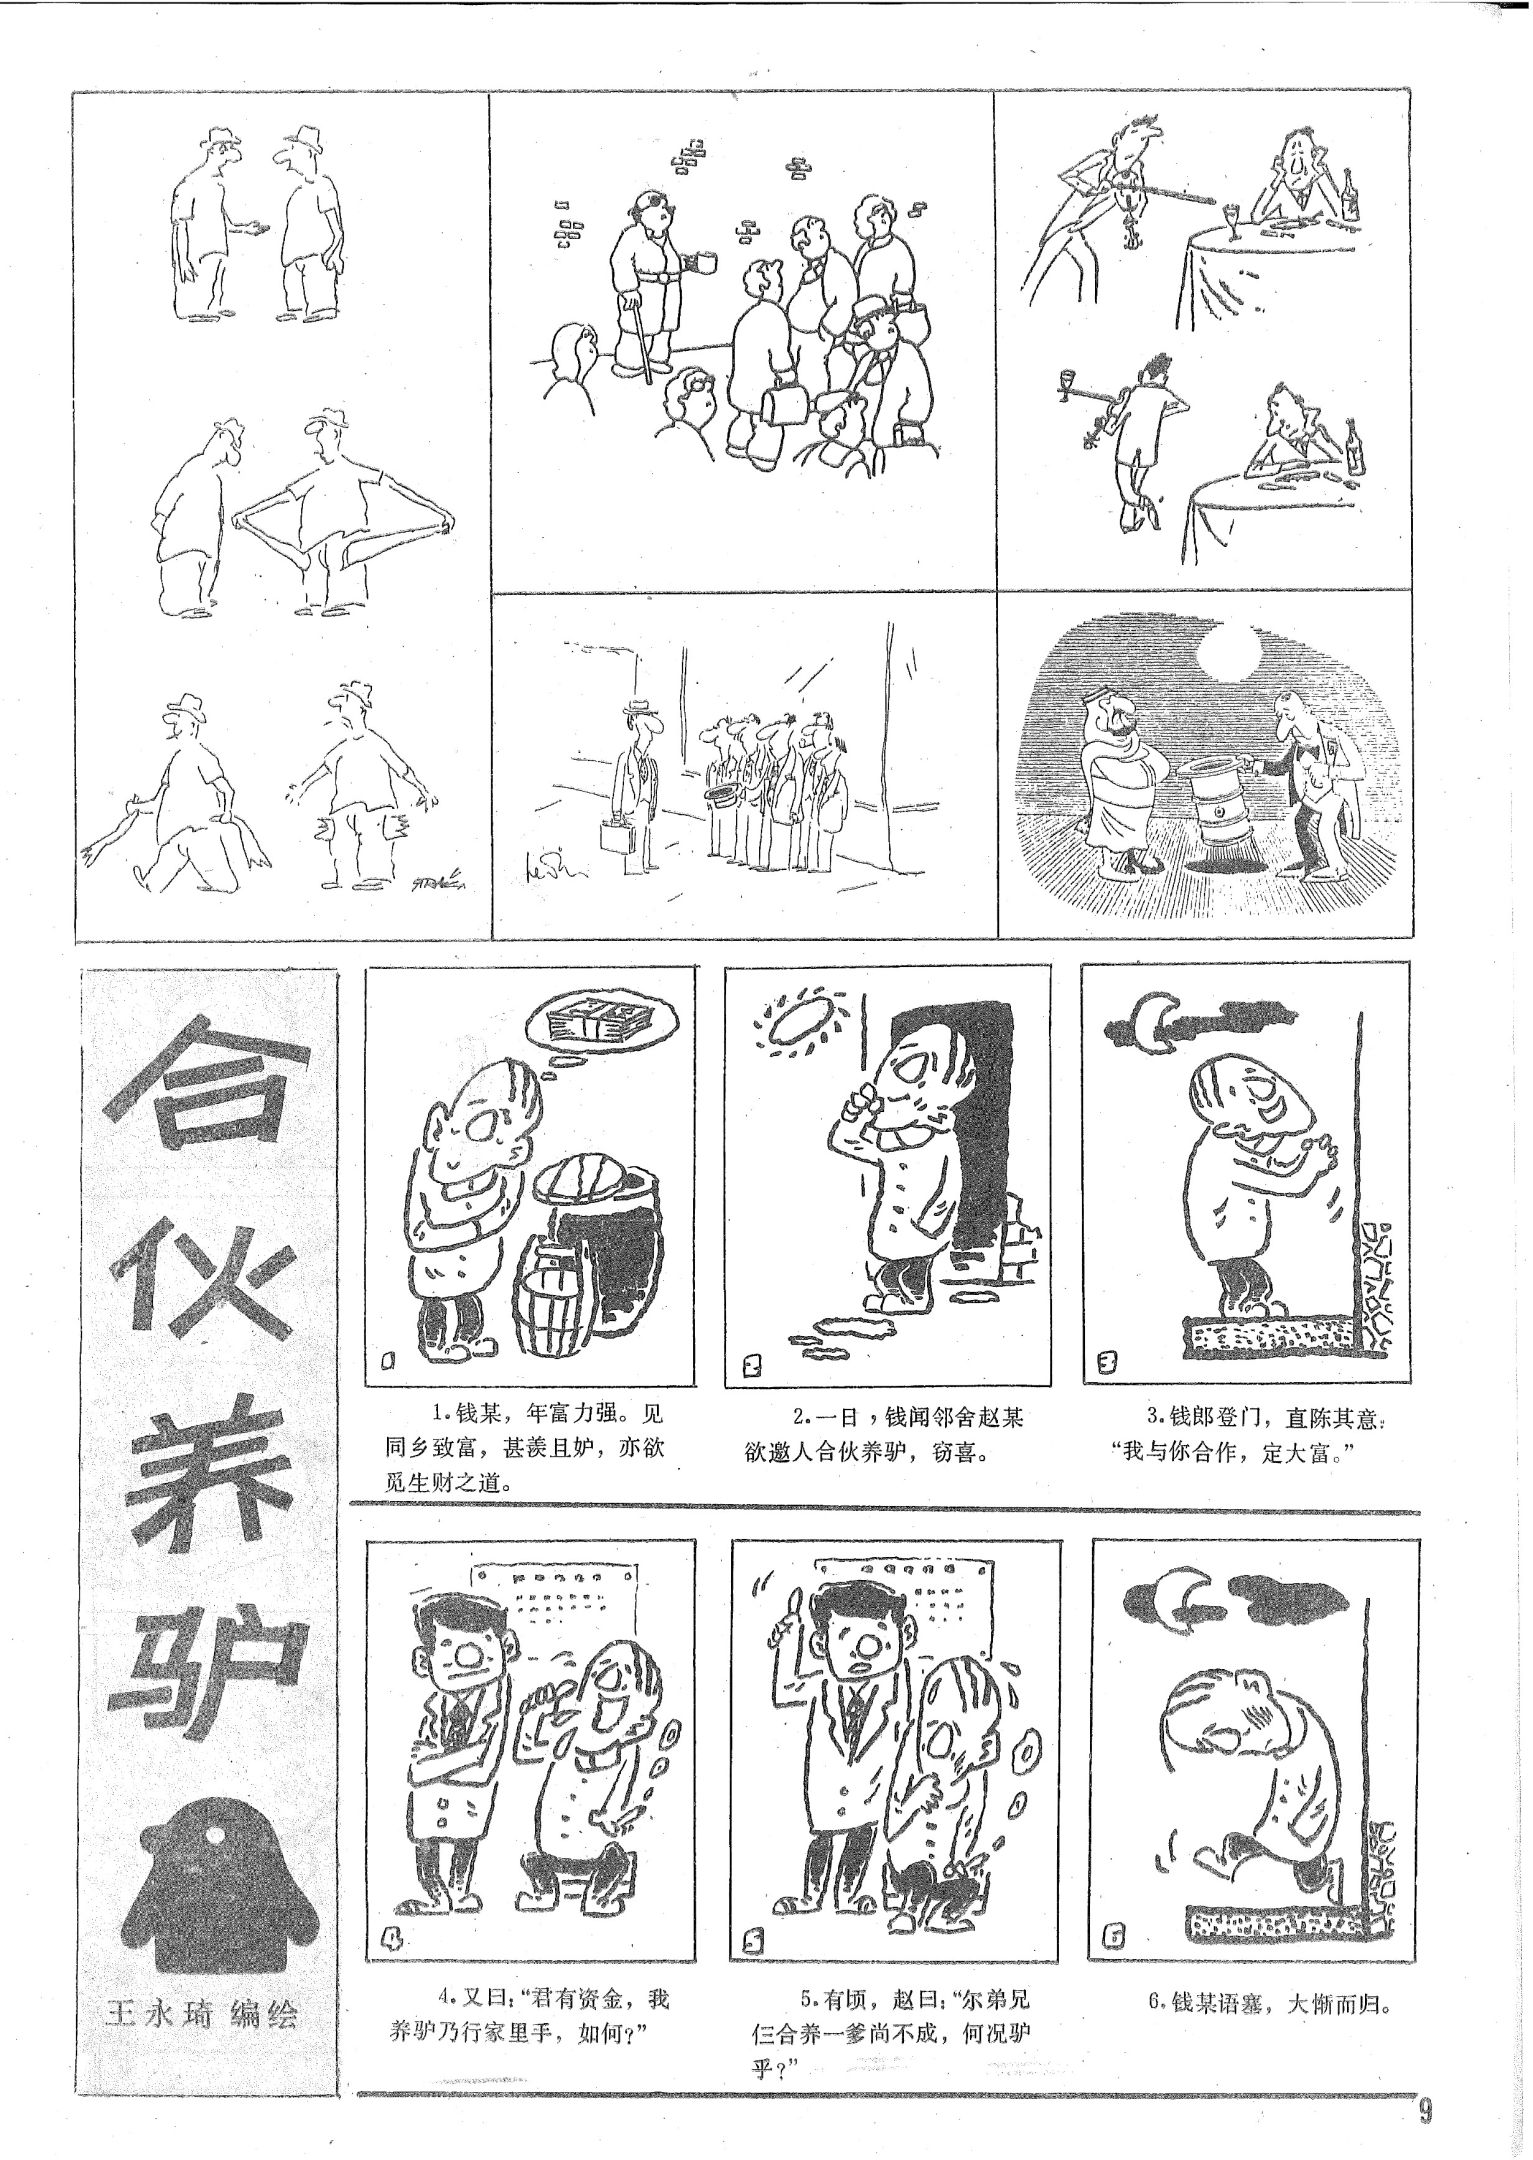 合伙养驴
王永琦 编绘
1
1.钱某，年富力强。见
同乡致富，甚羡且妒，亦欲
觅生财之道。
2
2.一日，钱闻邻舍赵某
欲邀人合伙养驴，窃喜。
3
3.钱郎登门，直陈其意：
“我与你合作，定大富。”
4
4.又曰：“君有资金，我
养驴乃行家里手，如何？”
5
5.有顷，赵曰：“尔弟兄
仨合养一爹尚不成，何况驴
乎？”
6
6.钱某语塞，大惭而归。
9